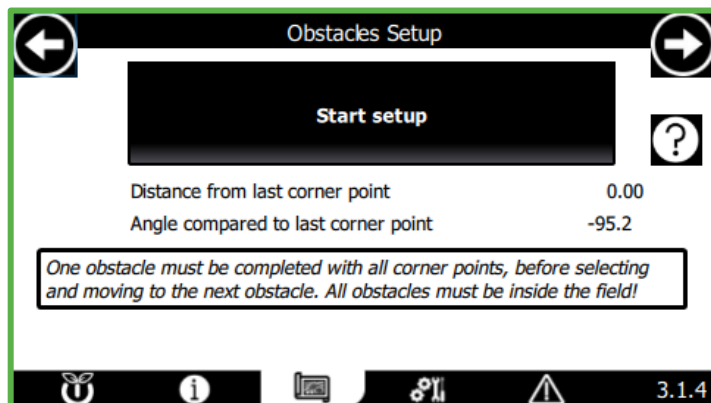 Obstacles Setup
Start setup
?
Distance from last corner point 0.00
Angle compared to last corner point -95.2
One obstacle must be completed with all corner points, before selecting
and moving to the next obstacle. All obstacles must be inside the field!
3.1.4